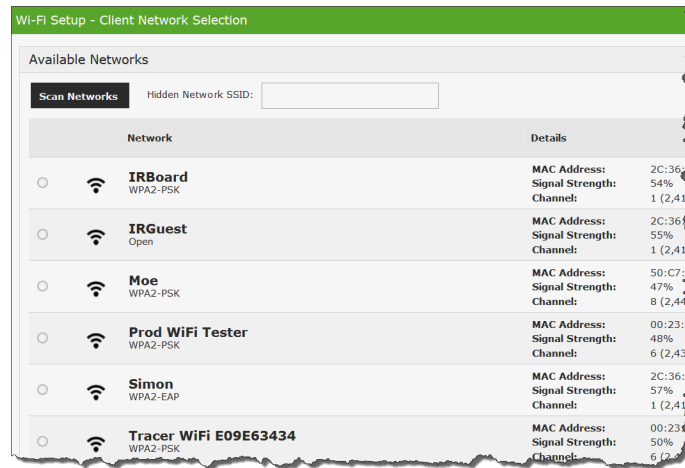 Wi-Fi Setup - Client Network Selection
Available Networks
Scan Networks Hidden Network SSID:
Network Details
IRBoard
WPA2-PSK
MAC Address: 2C:36:
Signal Strength: 54%
Channel: 1 (2,41
IRGuest
Open
MAC Address: 2C:36:
Signal Strength: 55%
Channel: 1 (2,41
Moe
WPA2-PSK
MAC Address: 50:C7:
Signal Strength: 47%
Channel: 8 (2,44
Prod WiFi Tester
WPA2-PSK
MAC Address: 00:23:
Signal Strength: 48%
Channel: 6 (2,43
Simon
WPA2-EAP
MAC Address: 2C:36:
Signal Strength: 57%
Channel: 1 (2,41
Tracer WiFi E09E63434
WPA2-PSK
MAC Address: 00:23:
Signal Strength: 50%
Channel: 6 (2,4